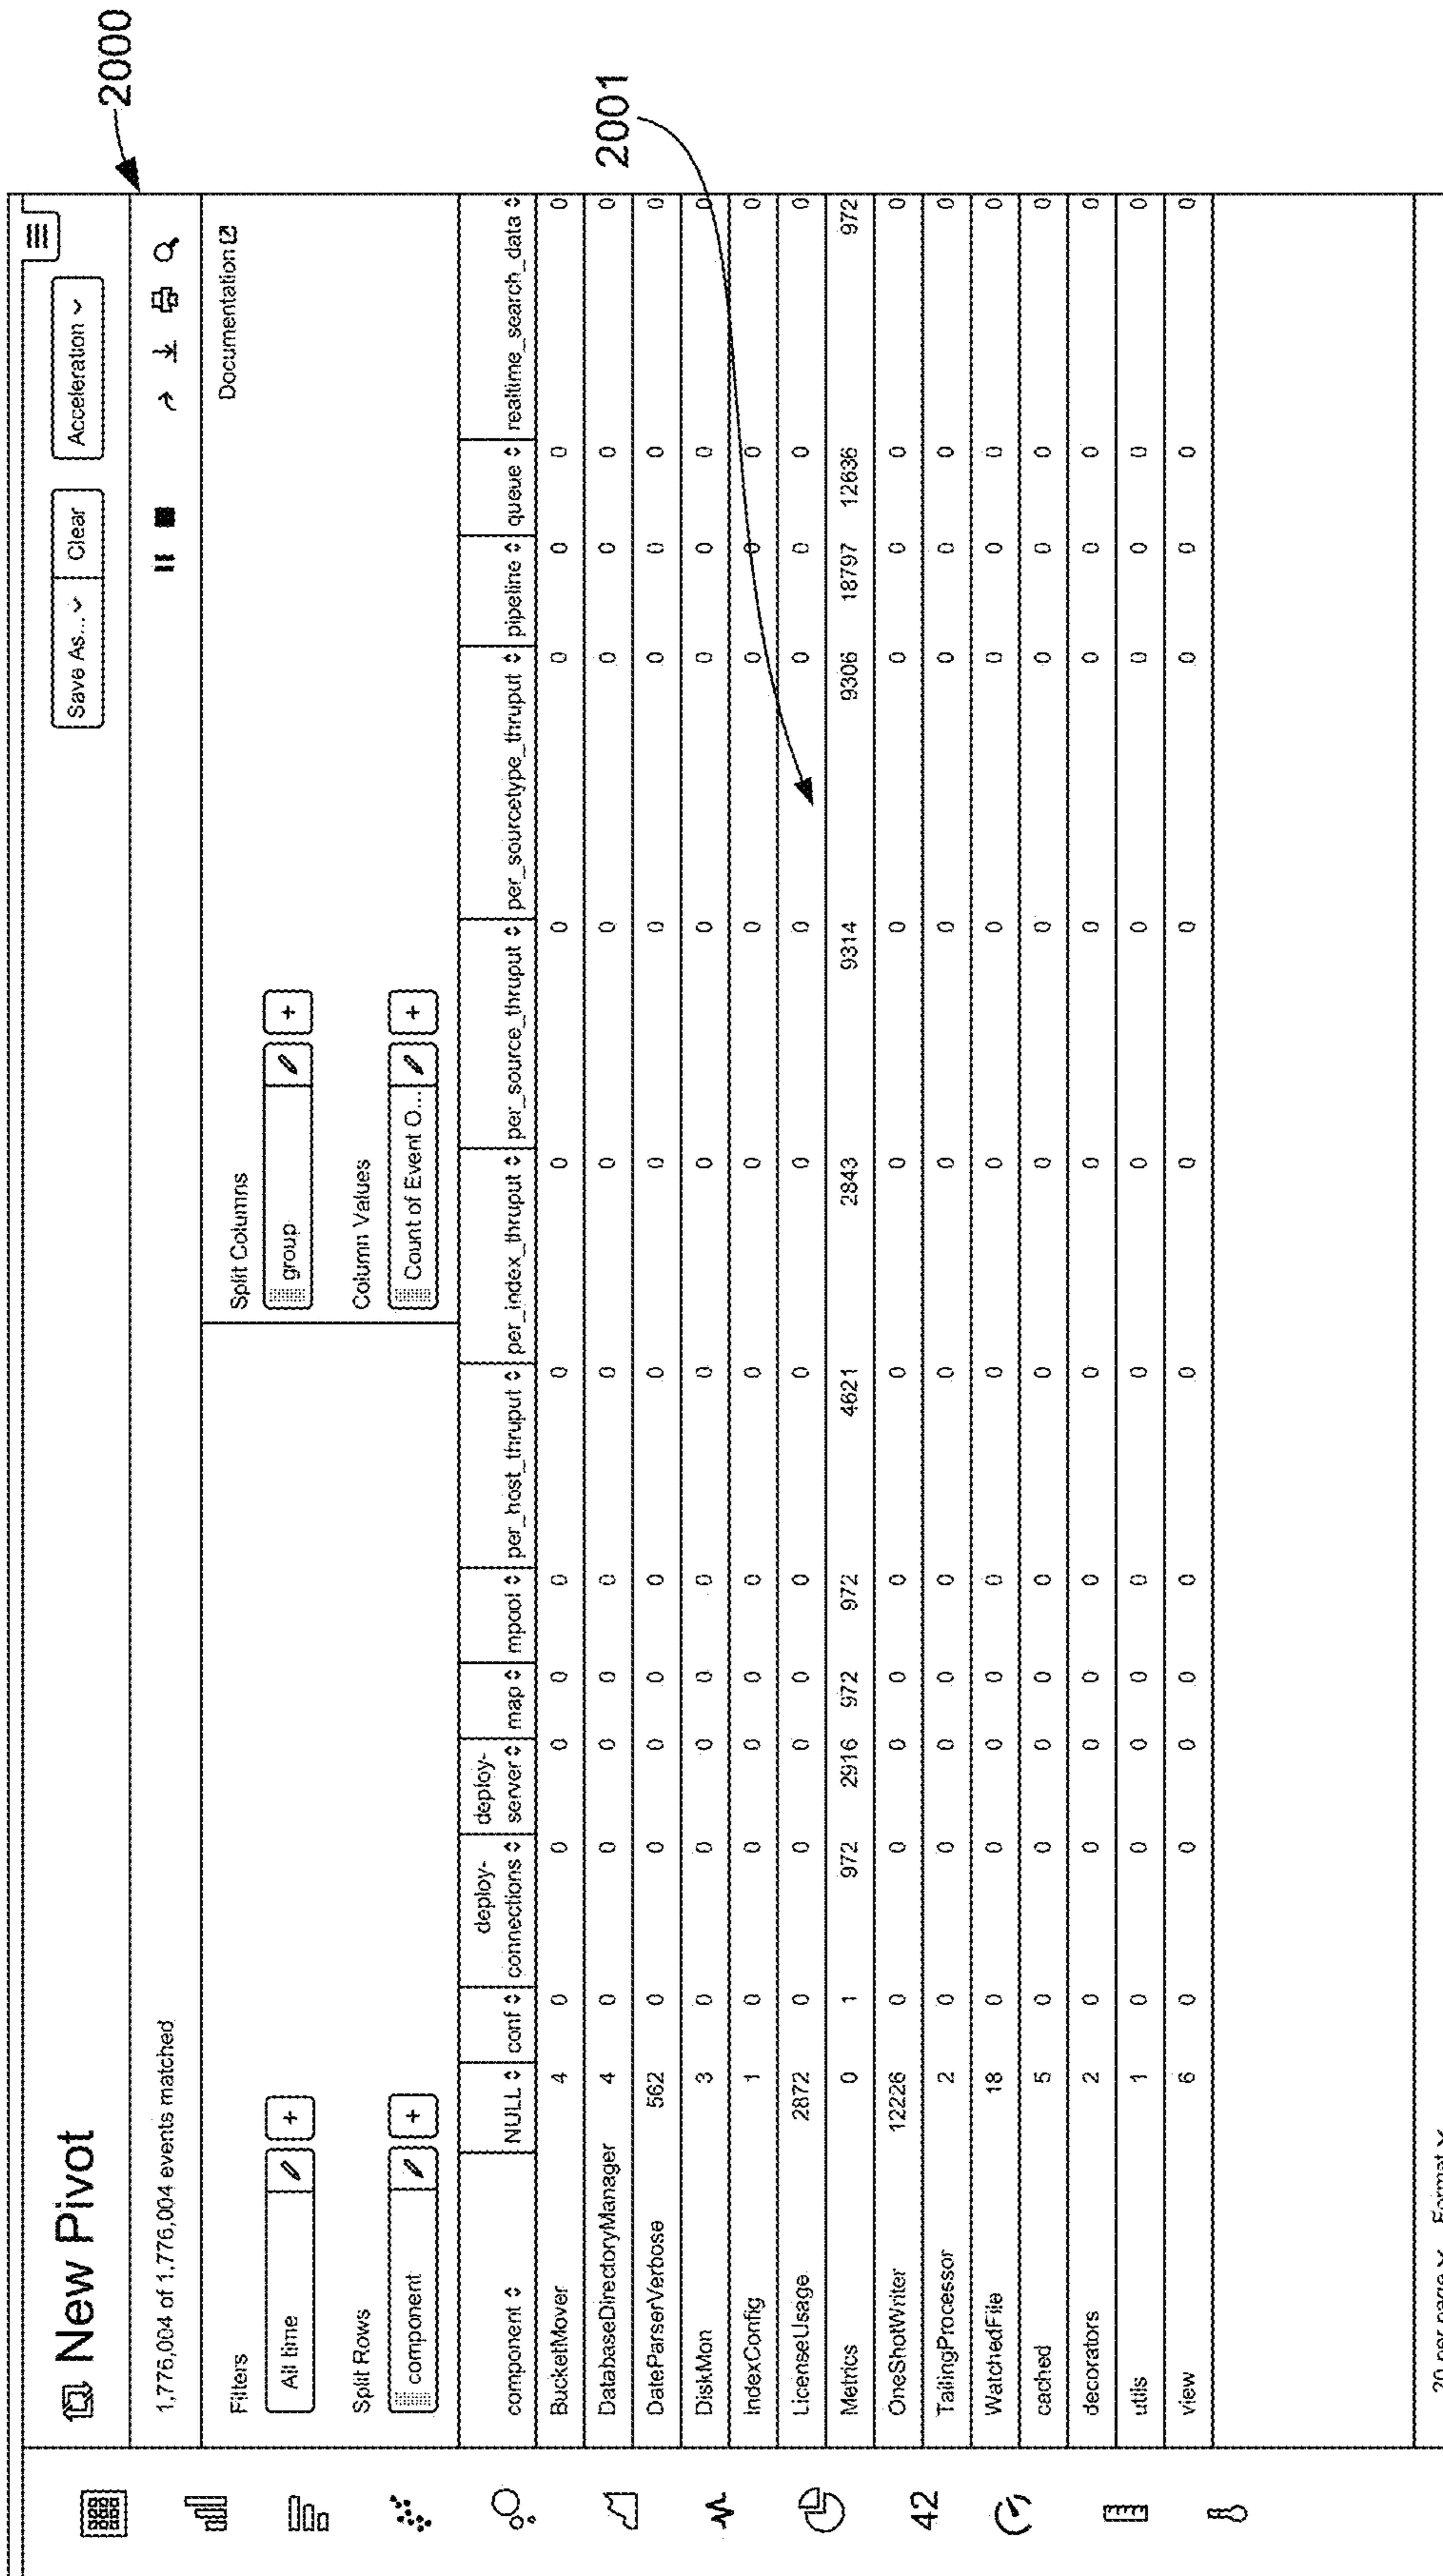 New Pivot
Save As... Clear Acceleration
1,776,004 of 1,776,004 events matched
Filters
All time +
Split Columns
group +
Documentation
Split Rows
component +
Column Values
Count of Event O... +
component NULL conf deploy-connections deploy-server map mpool per_host_thruput per_index_thruput per_source_thruput per_sourcetype_thruput pipeline queue realtime_search_data
BucketMover 4 0 0 0 0 0 0 0 0 0 0 0 0
DatabaseDirectoryManager 4 0 0 0 0 0 0 0 0 0 0 0 0
DateParserVerbose 562 0 0 0 0 0 0 0 0 0 0 0 0
DiskMon 3 0 0 0 0 0 0 0 0 0 0 0 0
IndexConfig 1 0 0 0 0 0 0 0 0 0 0 0 0
LicenseUsage 2872 0 0 0 0 0 0 0 0 0 0 0 0
Metrics 0 1 972 2916 972 972 4621 2843 9314 9306 18797 12636 972
OneShotWriter 12226 0 0 0 0 0 0 0 0 0 0 0 0
TailingProcessor 2 0 0 0 0 0 0 0 0 0 0 0 0
WatchedFile 18 0 0 0 0 0 0 0 0 0 0 0 0
cached 5 0 0 0 0 0 0 0 0 0 0 0 0
decorators 2 0 0 0 0 0 0 0 0 0 0 0 0
utils 1 0 0 0 0 0 0 0 0 0 0 0 0
view 6 0 0 0 0 0 0 0 0 0 0 0 0
20 per page Format
42
2000
2001